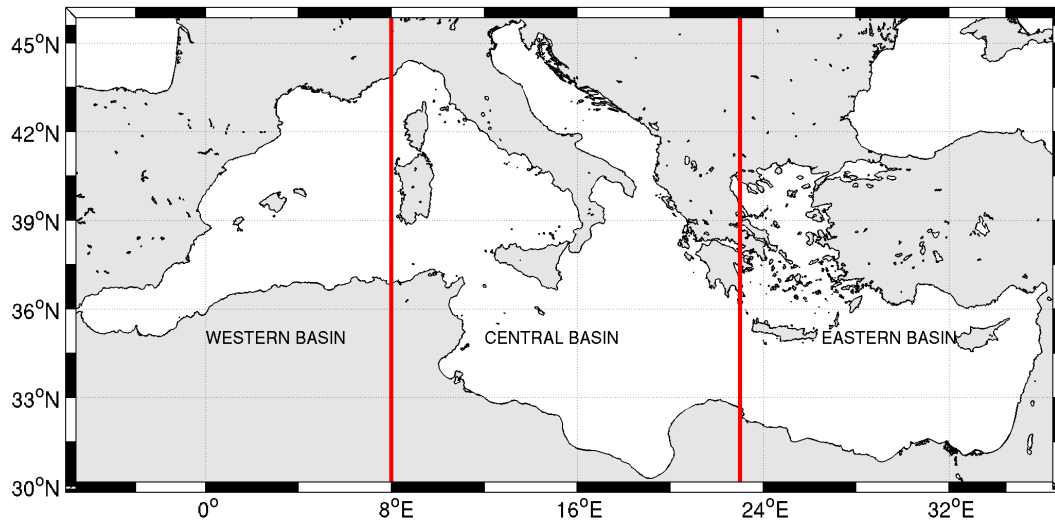 45°N
42°N
39°N
36°N
WESTERN BASIN CENTRAL BASIN EASTERN BASIN
33°N
30°N
0° 8°E 16°E 24°E 32°E